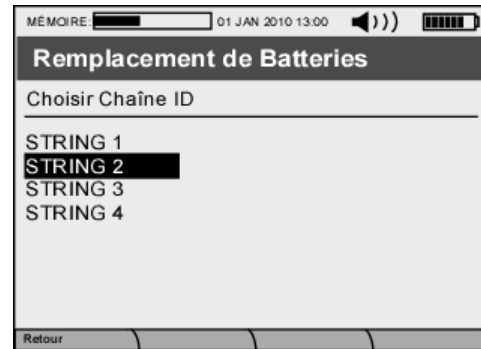 MÉMOIRE: 01 JAN 2010 13:00
Remplacement de Batteries
Choisir Chaîne ID
STRING 1
STRING 2
STRING 3
STRING 4
Retour